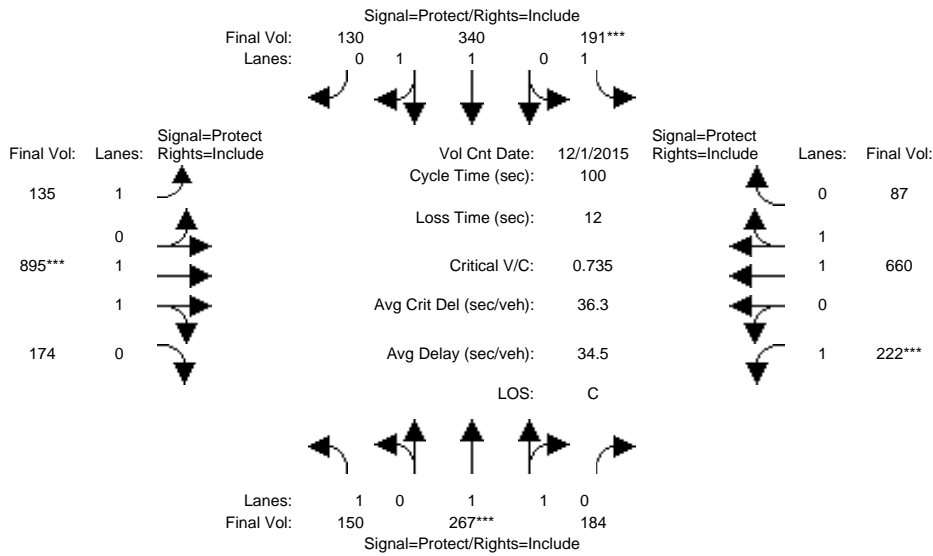 Signal=Protect/Rights=Include
Final Vol: 130 340 191***
Lanes: 0 1 1 0 1
Signal=Protect
Final Vol: Lanes: Rights=Include
Vol Cnt Date: 12/1/2015
Signal=Protect
Rights=Include Lanes: Final Vol:
Cycle Time (sec): 100
135 1
0 87
Loss Time (sec): 12
0
1
895*** 1
Critical V/C: 0.735
1 660
1
Avg Crit Del (sec/veh): 36.3
0
174 0
Avg Delay (sec/veh): 34.5
1 222***
LOS: C
Lanes: 1 0 1 1 0
Final Vol: 150 267*** 184
Signal=Protect/Rights=Include